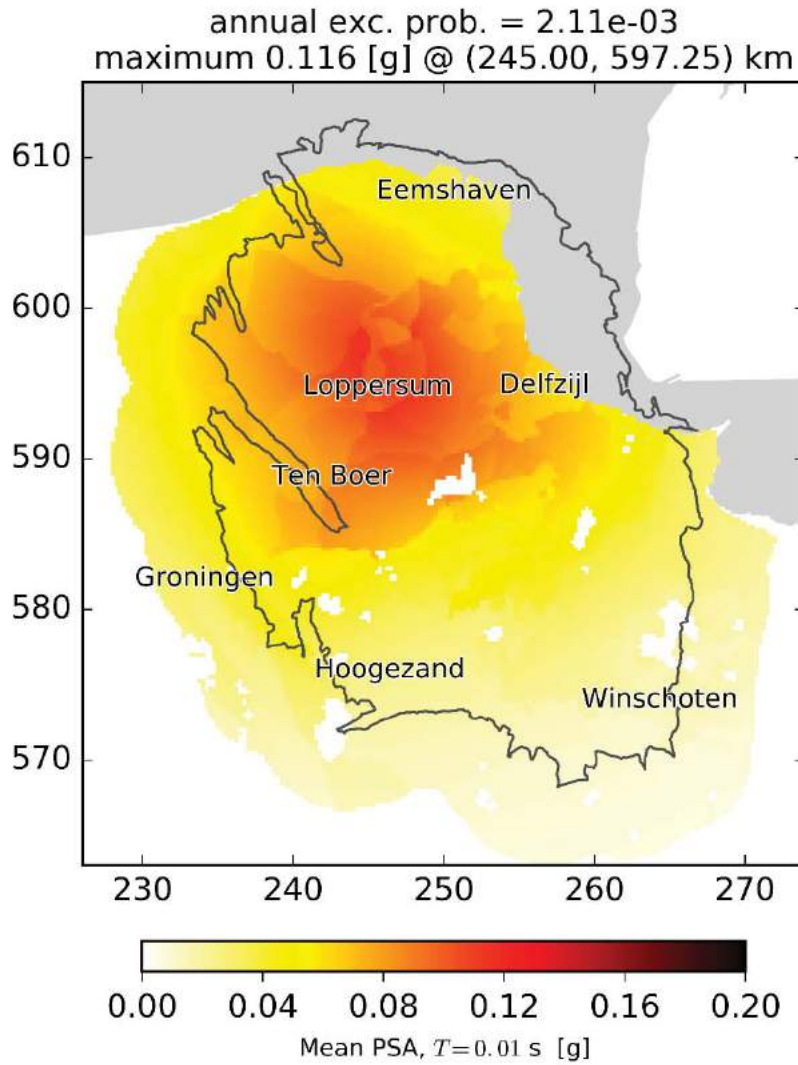 annual exc. prob. = 2.11e-03
maximum 0.116 [g] @ (245.00, 597.25) km
610
Eemshaven
600
Loppersum
Delfzijl
590
Ten Boer
Groningen
580
Hoogezand
Winschoten
570
230 240 250 260 270
0.00 0.04 0.08 0.12 0.16 0.20
Mean PSA, T=0.01 s [g]